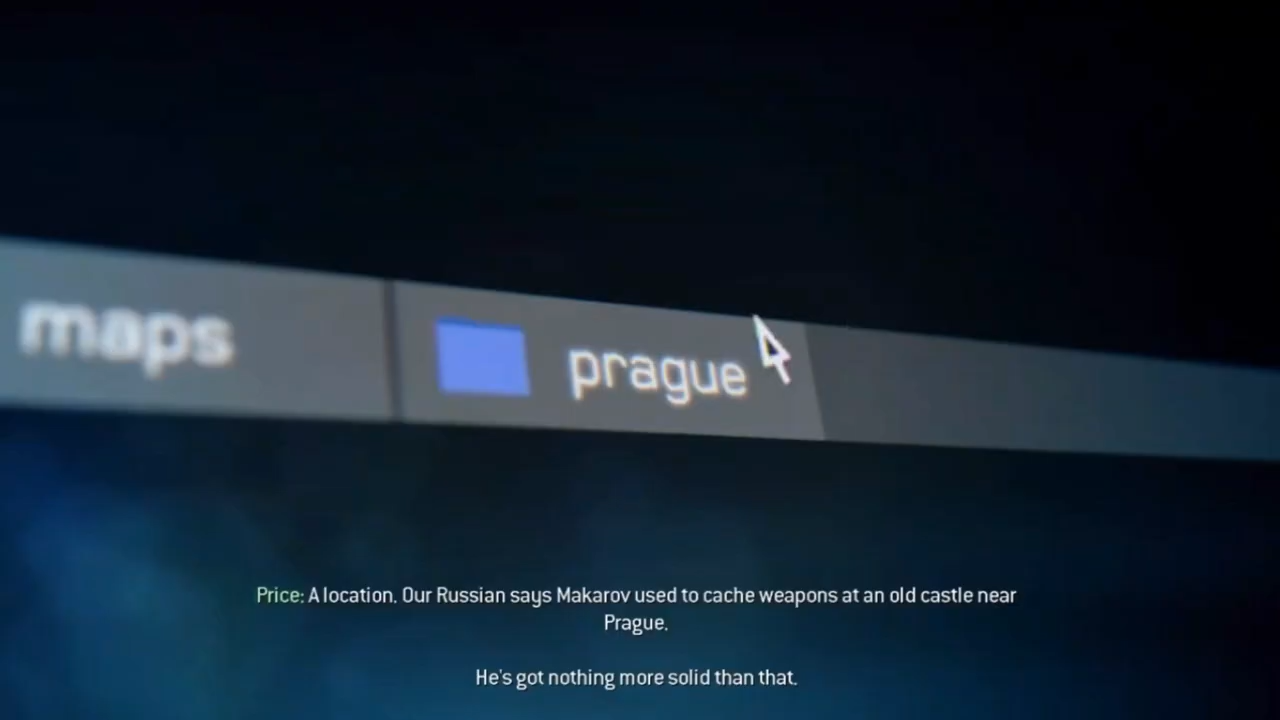 maps
prague
Price: A location. Our Russian says Makarov used to cache weapons at an old castle near
Prague.
He's got nothing more solid than that.